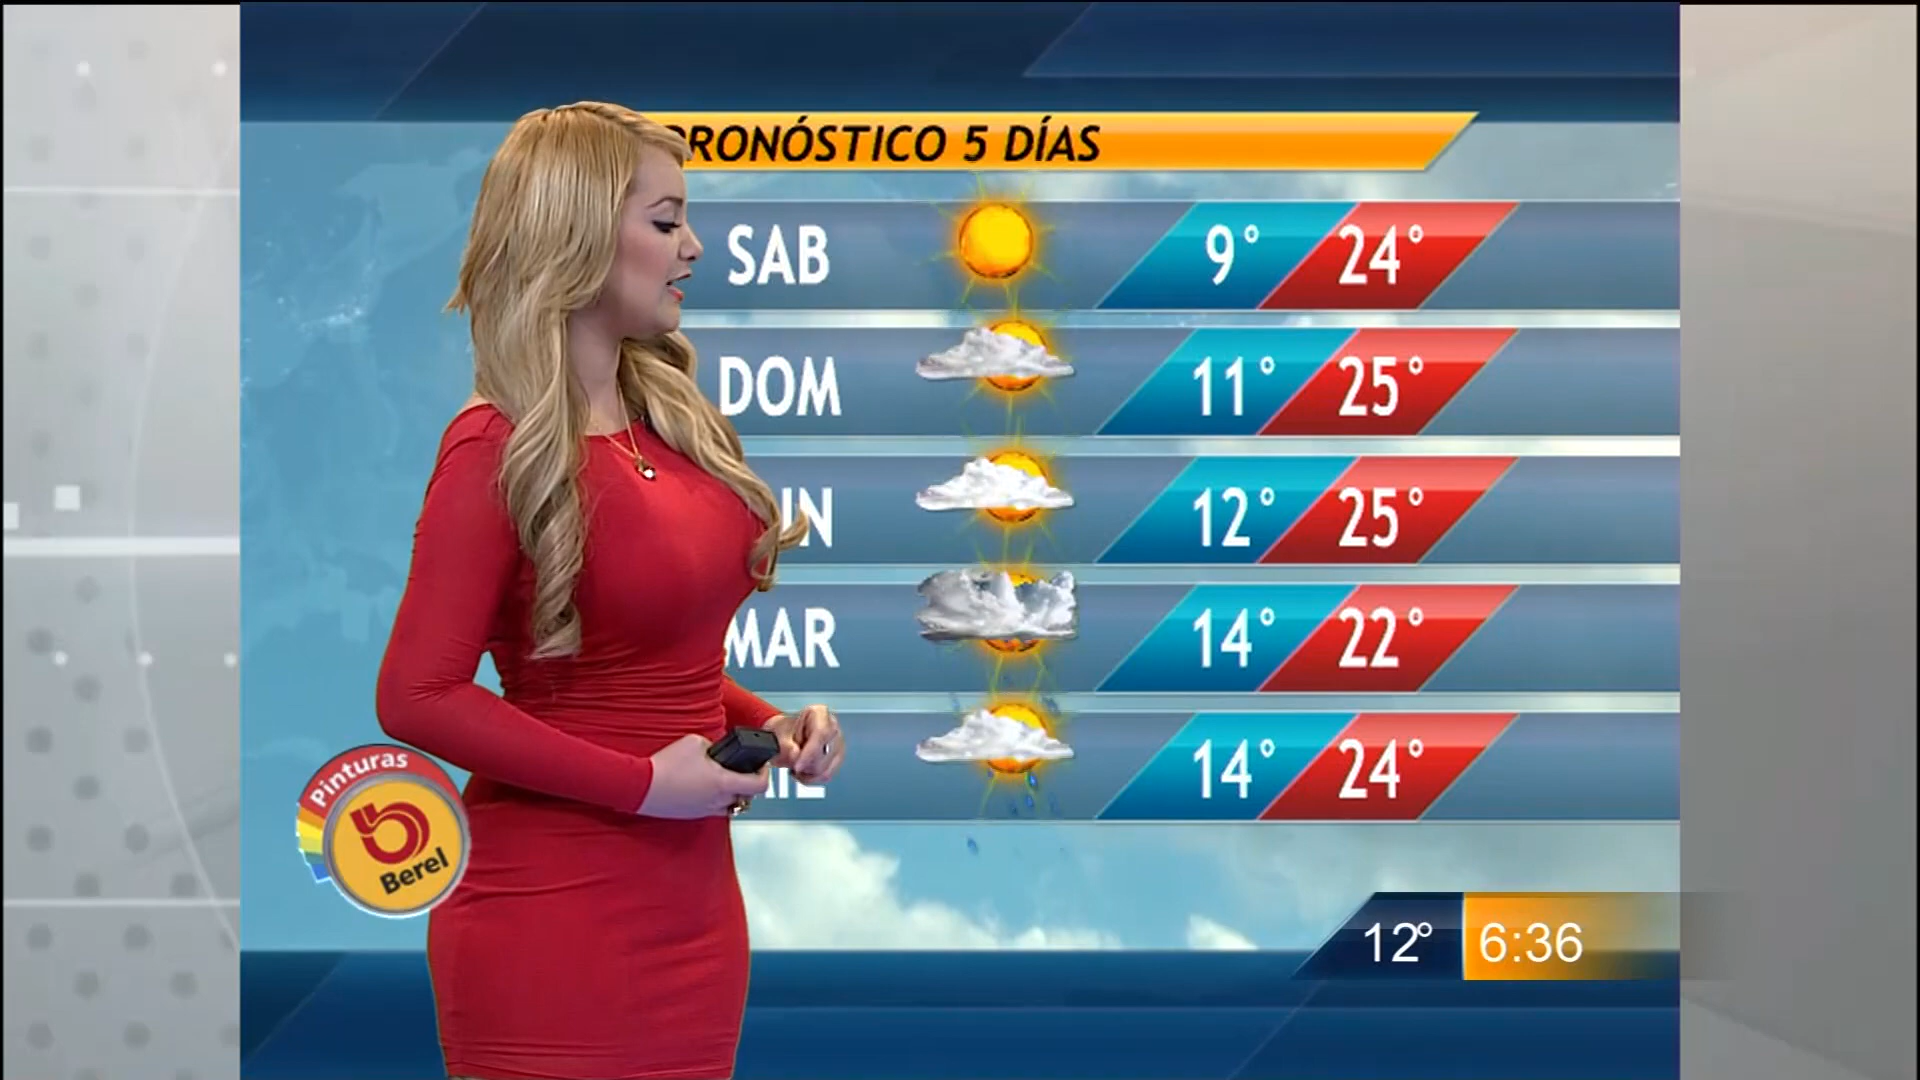 PRONÓSTICO 5 DÍAS
SAB 9° 24°
DOM 11° 25°
12° 25°
MAR 14° 22°
14° 24°
Pinturas
Berel
12° 6:36